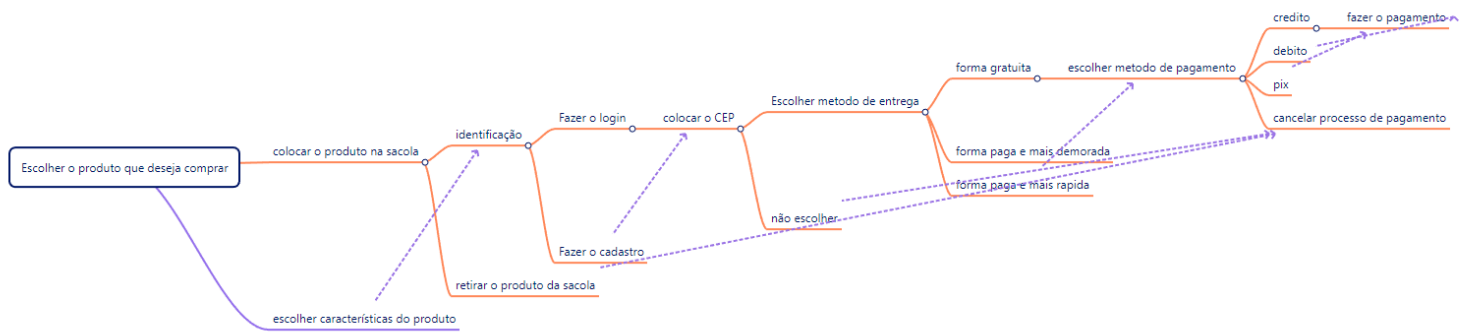 Escolher o produto que deseja comprar
colocar o produto na sacola
identificação
Fazer o login
colocar o CEP
Escolher metodo de entrega
forma gratuita
escolher metodo de pagamento
credito
fazer o pagamento
debito
pix
cancelar processo de pagamento
forma paga e mais demorada
forma paga e mais rapida
não escolher
Fazer o cadastro
retirar o produto da sacola
escolher características do produto